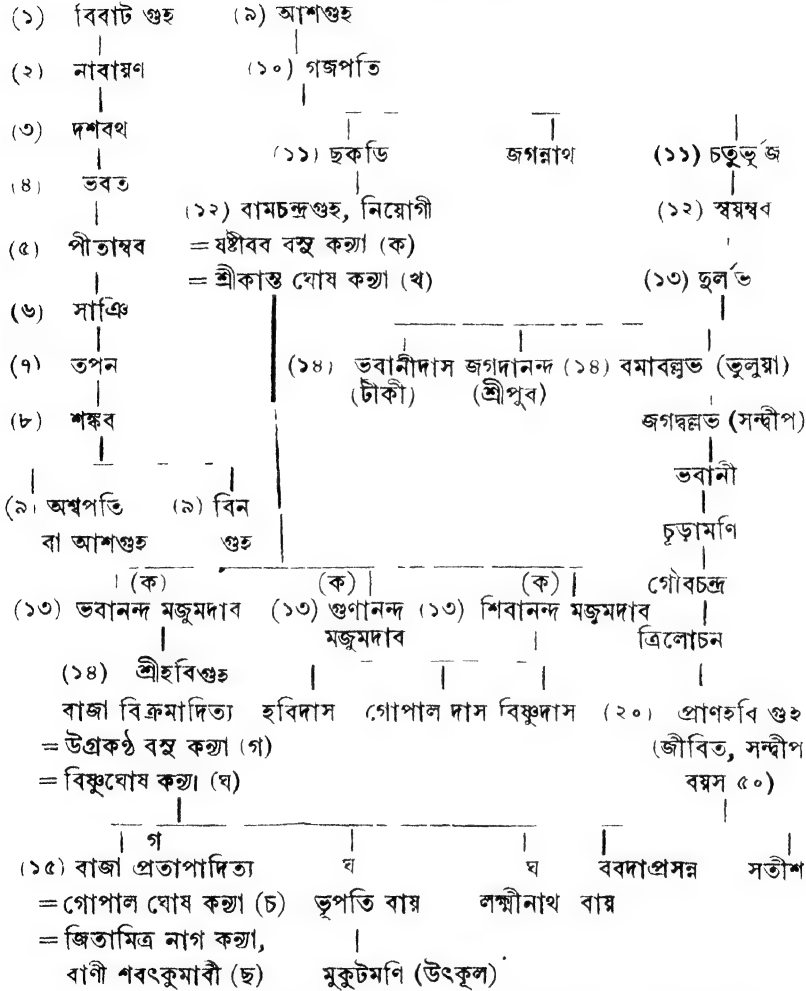 (১) বিবাট গুহ (৯) আশগুহ
(২) নাবায়ণ (১০) গজপতি
(৩) দশবথ
(১১) ছকডি জগন্নাথ (১১) চতুর্ভুজ
(৪) ভবত
(১২) বামচন্দ্রগুহ, নিয়োগী (১২) স্বয়ম্বব
(৫) পীতাম্বব = ষষ্টীবব বসু কন্যা (ক)
= শ্রীকান্ত ঘোষ কন্যা (খ) (১৩) দুর্লভ
(৬) সাঞি
(৭) তপন (১৪) ভবানীদাস জগদানন্দ (১৪) বমাবল্লভ (ভুলুয়া)
(টাকী) (শ্রীপুব)
(৮) শঙ্কব জগদ্বল্লভ (সন্দ্বীপ)
ভবানী
(৯) অশ্বপতি (৯) বিন
বা আশগুহ গুহ চূড়ামণি
(ক) (ক) (ক) গৌবচন্দ্র
(১৩) ভবানন্দ মজুমদাব (১৩) গুণানন্দ (১৩) শিবানন্দ মজুমদাব
মজুমদাব ত্রিলোচন
(১৪) শ্রীহবিগুহ
বাজা বিক্রমাদিত্য হবিদাস গোপাল দাস বিষ্ণুদাস (২০) প্রাণহবি গুহ
= উগ্রকণ্ঠ বসু কন্যা (গ) (জীবিত, সন্দ্বীপ
= বিষ্ণুঘোষ কন্যা (ঘ) বয়স ৫০)
গ
(১৫) বাজা প্রতাপাদিত্য ঘ ঘ ববদাপ্রসন্ন সতীশ
= গোপাল ঘোষ কন্যা (চ) ভূপতি বায় লক্ষ্মীনাথ বায়
= জিতামিত্র নাগ কন্যা,
বাণী শবৎকুমাবী (ছ) মুকুটমণি (উৎকূল)